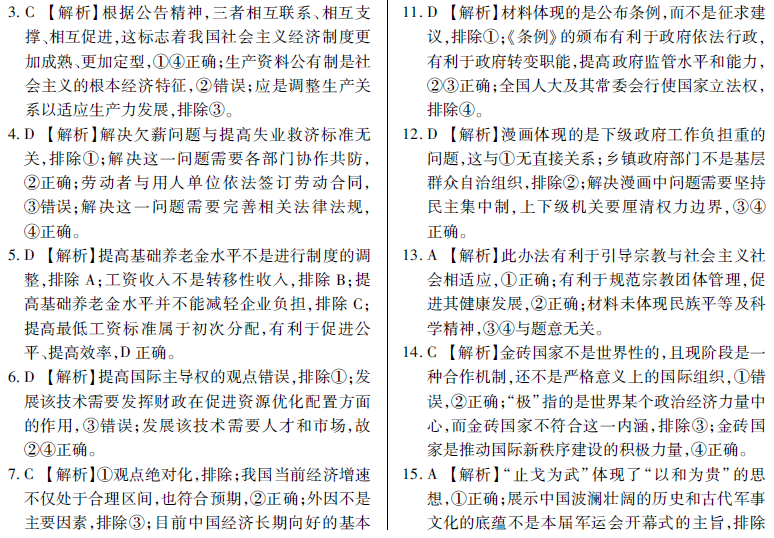 3. C 【解析】根据公告精神,三者相互联系、相互支
撑、相互促进,这标志着我国社会主义经济制度更
加成熟、更加定型,①④正确;生产资料公有制是社
会主义的根本经济特征,②错误;应是调整生产关
系以适应生产力发展,排除③。
4. D 【解析】解决欠薪问题与提高失业救济标准无
关,排除①;解决这一问题需要各部门协作共防,
②正确;劳动者与用人单位依法签订劳动合同,
③错误;解决这一问题需要完善相关法律法规,
④正确。
5. D 【解析】提高基础养老金水平不是进行制度的调
整,排除 A;工资收入不是转移性收入,排除 B;提
高基础养老金水平并不能减轻企业负担,排除 C;
提高最低工资标准属于初次分配,有利于促进公
平、提高效率,D 正确。
6. D 【解析】提高国际主导权的观点错误,排除①;发
展该技术需要发挥财政在促进资源优化配置方面
的作用,③错误;发展该技术需要人才和市场,故
②④正确。
7. C 【解析】①观点绝对化,排除;我国当前经济增速
不仅处于合理区间,也符合预期,②正确;外因不是
主要因素,排除③;目前中国经济长期向好的基本
11. D 【解析】材料体现的是公布条例,而不是征求建
议,排除①;《条例》的颁布有利于政府依法行政,
有利于政府转变职能,提高政府监管水平和能力,
②③正确;全国人大及其常委会行使国家立法权,
排除④。
12. D 【解析】漫画体现的是下级政府工作负担重的
问题,这与①无直接关系;乡镇政府部门不是基层
群众自治组织,排除②;解决漫画中问题需要坚持
民主集中制,上下级机关要厘清权力边界,③④
正确。
13. A 【解析】此办法有利于引导宗教与社会主义社
会相适应,①正确;有利于规范宗教团体管理,促
进其健康发展,②正确;材料未体现民族平等及科
学精神,③④与题意无关。
14. C 【解析】金砖国家不是世界性的,且现阶段是一
种合作机制,还不是严格意义上的国际组织,①错
误,②正确;“极”指的是世界某个政治经济力量中
心,而金砖国家不符合这一内涵,排除③;金砖国
家是推动国际新秩序建设的积极力量,④正确。
15. A 【解析】“止戈为武”体现了“以和为贵”的思
想,①正确;展示中国波澜壮阔的历史和古代军事
文化的底蕴不是本届军运会开幕式的主旨,排除